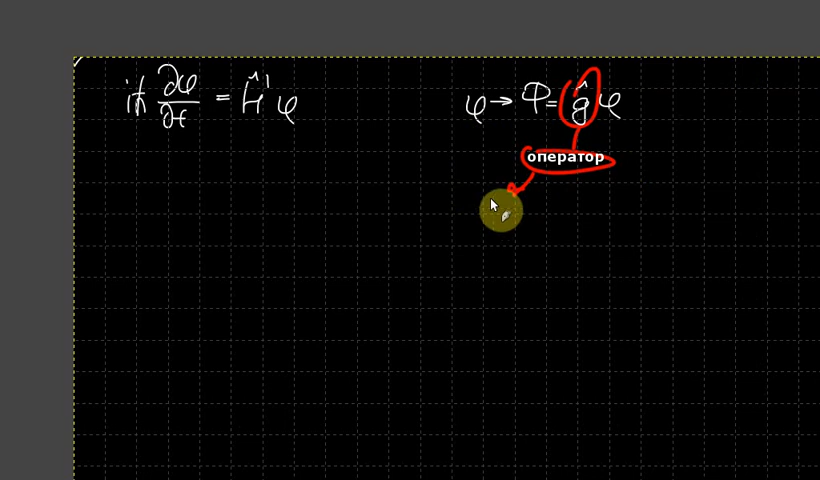 iħ ∂φ/∂t = Ĥ' φ
φ → Φ = ĝ φ
оператор